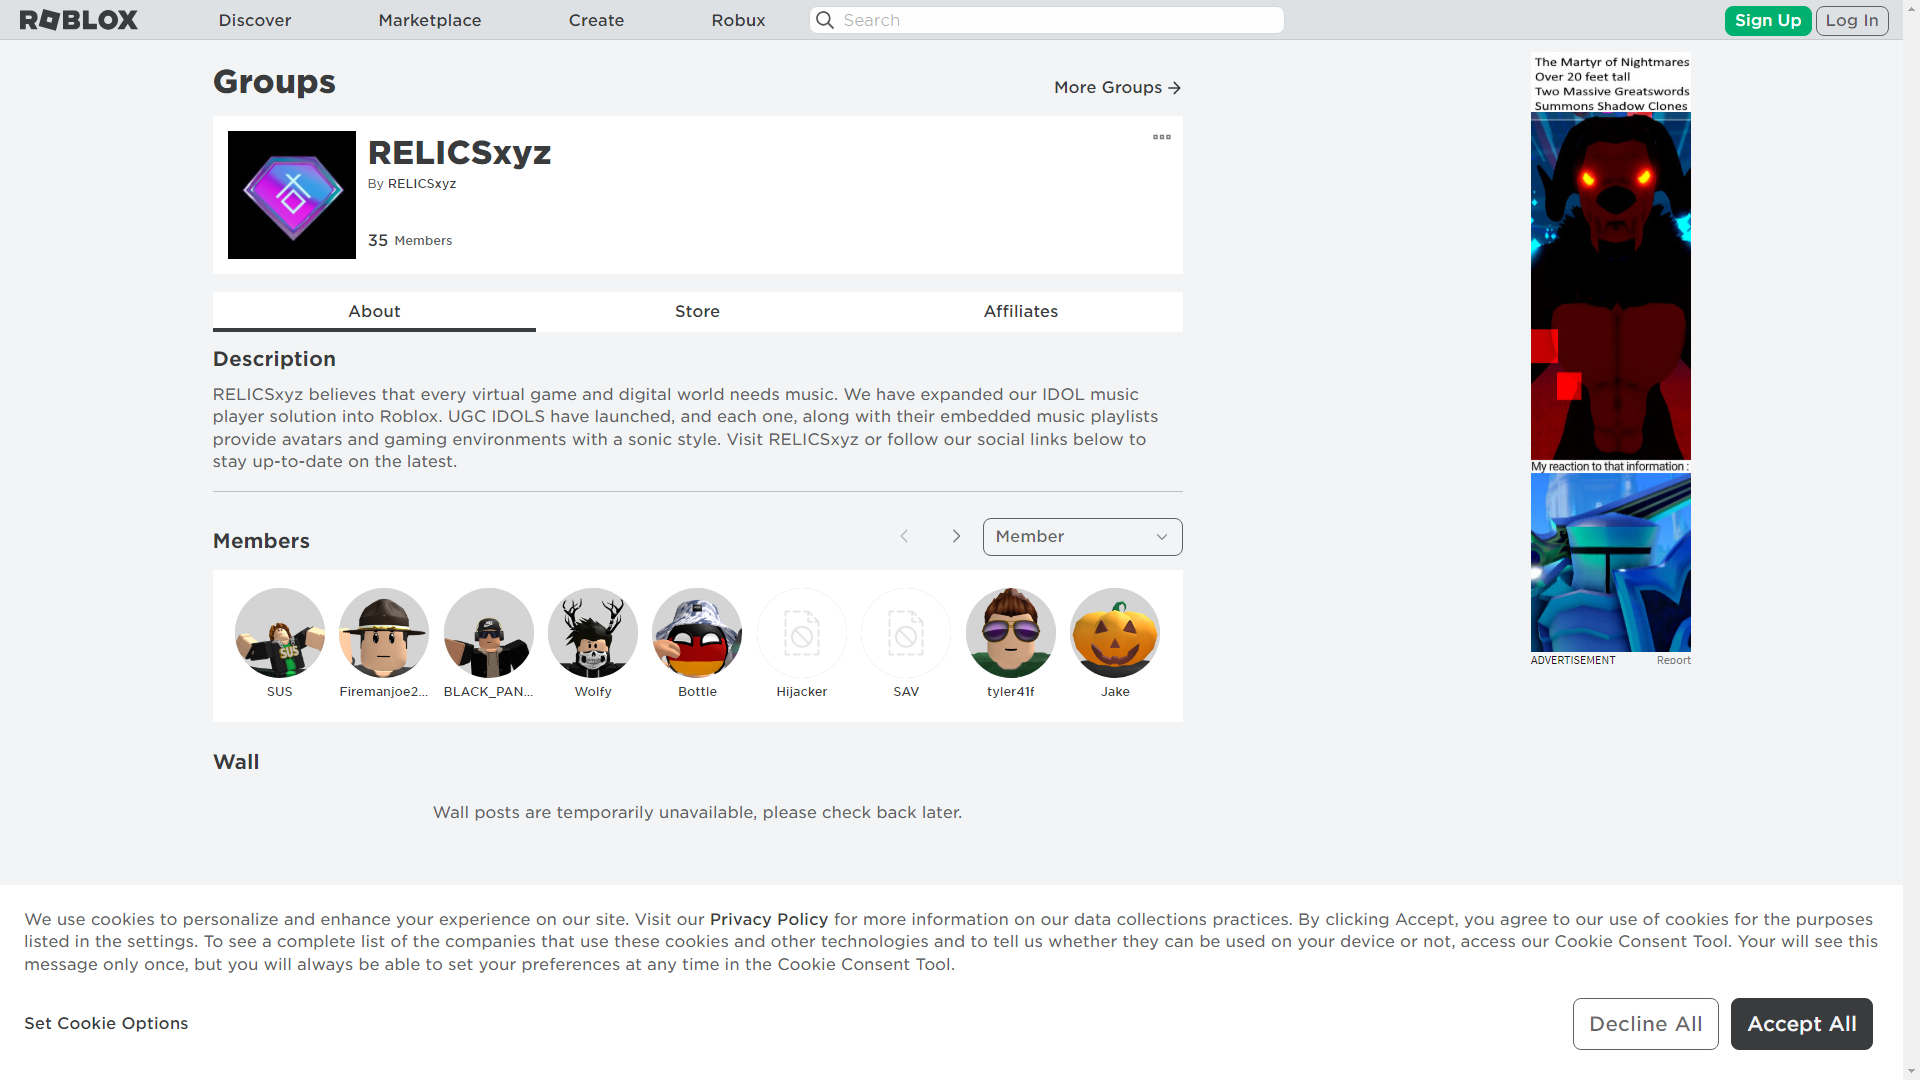 ROBLOX
Discover
Marketplace
Create
Robux
Search
Sign Up
Log In
Groups
More Groups
RELICSxyz
By RELICSxyz
35 Members
About
Store
Affiliates
Description
RELICSxyz believes that every virtual game and digital world needs music. We have expanded our IDOL music
player solution into Roblox. UGC IDOLS have launched, and each one, along with their embedded music playlists
provide avatars and gaming environments with a sonic style. Visit RELICSxyz or follow our social links below to
stay up-to-date on the latest.
Members
Member
SUS
SUS
Firemanjoe2...
BLACK_PAN...
Wolfy
Bottle
Hijacker
SAV
tyler41f
Jake
Wall
Wall posts are temporarily unavailable, please check back later.
The Martyr of Nightmares
Over 20 feet tall
Two Massive Greatswords
Summons Shadow Clones
My reaction to that information :
ADVERTISEMENT
Report
We use cookies to personalize and enhance your experience on our site. Visit our Privacy Policy for more information on our data collections practices. By clicking Accept, you agree to our use of cookies for the purposes
listed in the settings. To see a complete list of the companies that use these cookies and other technologies and to tell us whether they can be used on your device or not, access our Cookie Consent Tool. Your will see this
message only once, but you will always be able to set your preferences at any time in the Cookie Consent Tool.
Set Cookie Options
Decline All
Accept All